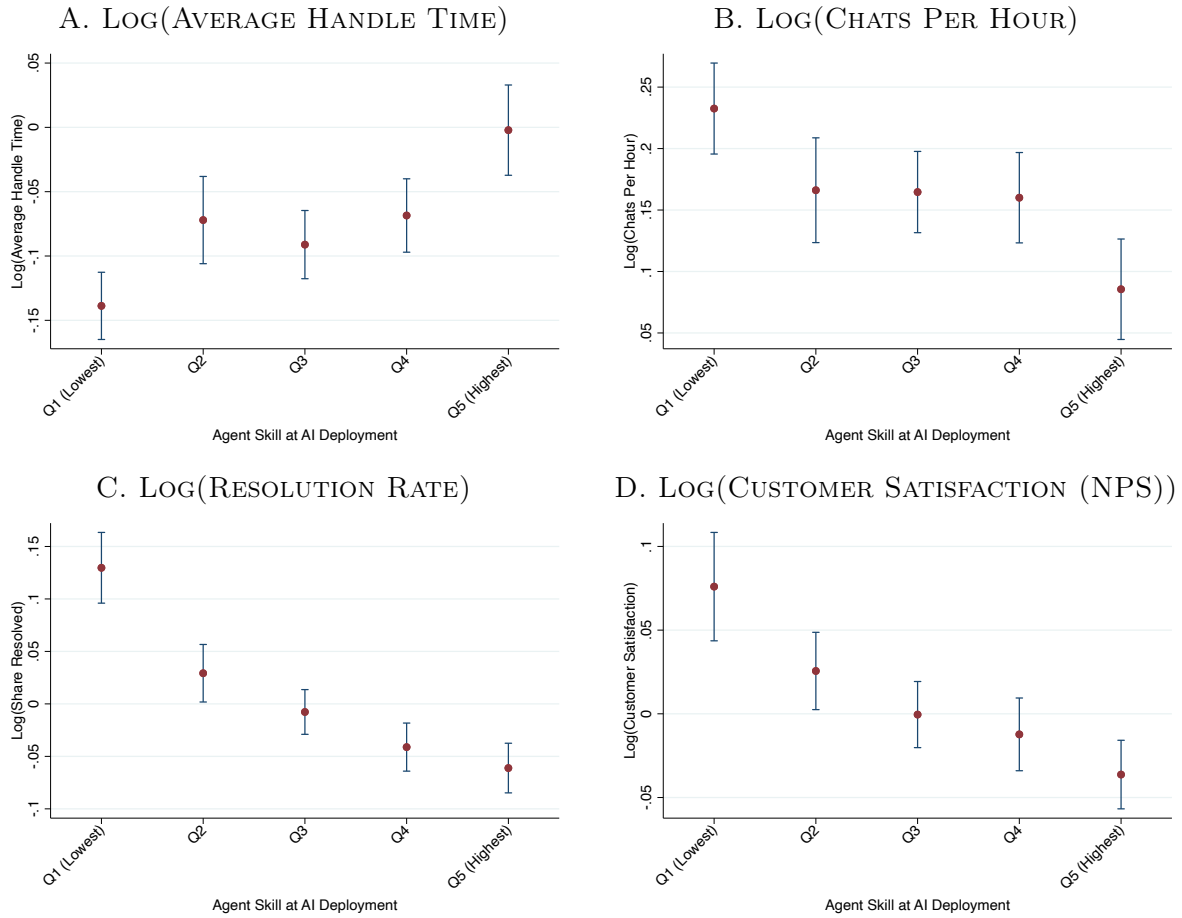 A. Log(Average Handle Time)
Log(Average Handle Time)
.05
0
-.05
-.1
-.15
Q1 (Lowest)
Q2
Q3
Q4
Q5 (Highest)
Agent Skill at AI Deployment
B. Log(Chats Per Hour)
Log(Chats Per Hour)
.25
.2
.15
.1
.05
Q1 (Lowest)
Q2
Q3
Q4
Q5 (Highest)
Agent Skill at AI Deployment
C. Log(Resolution Rate)
Log(Share Resolved)
.15
.1
.05
0
-.05
-.1
Q1 (Lowest)
Q2
Q3
Q4
Q5 (Highest)
Agent Skill at AI Deployment
D. Log(Customer Satisfaction (NPS))
Log(Customer Satisfaction)
.1
.05
0
-.05
Q1 (Lowest)
Q2
Q3
Q4
Q5 (Highest)
Agent Skill at AI Deployment